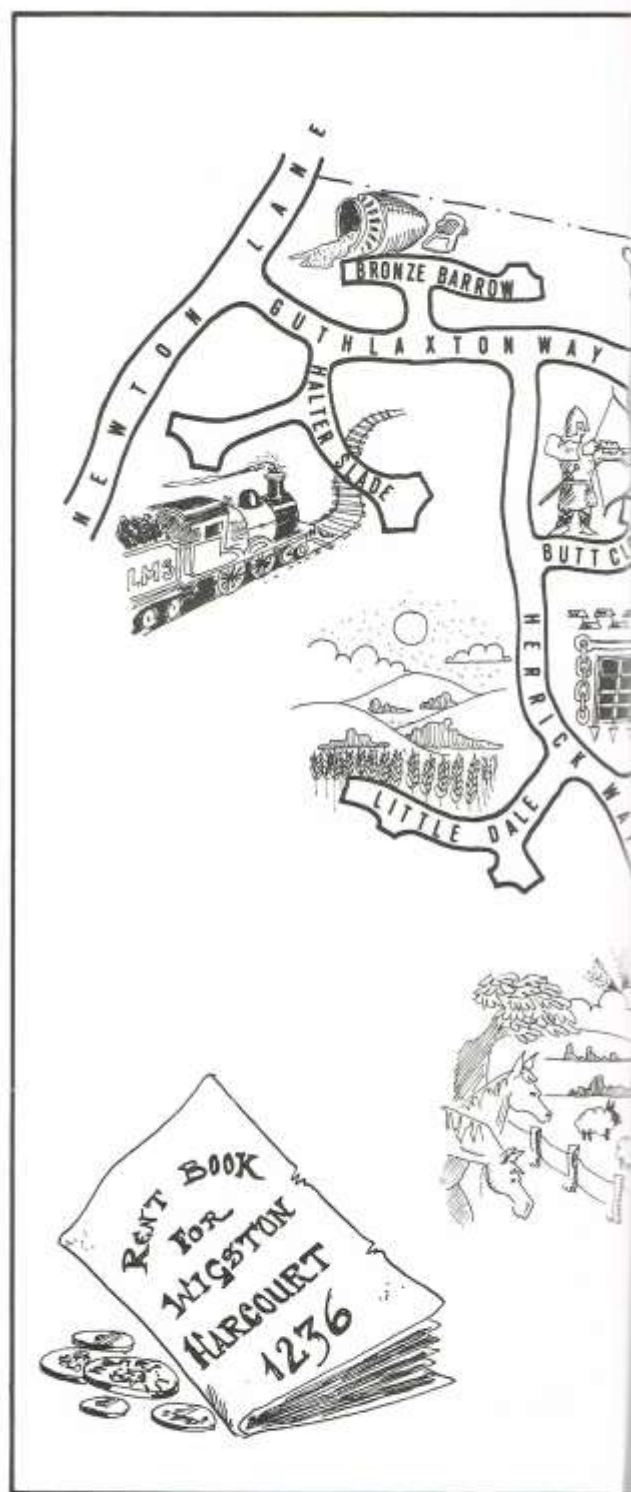 NEWTON LANE
BRONZE BARROW
GUTHLAXTON WAY
HALTER SLADE
LMS
BUTT
HERRICK WAY
LITTLE DALE
RENT BOOK
FOR
WIGSTON
HARCOURT
1236